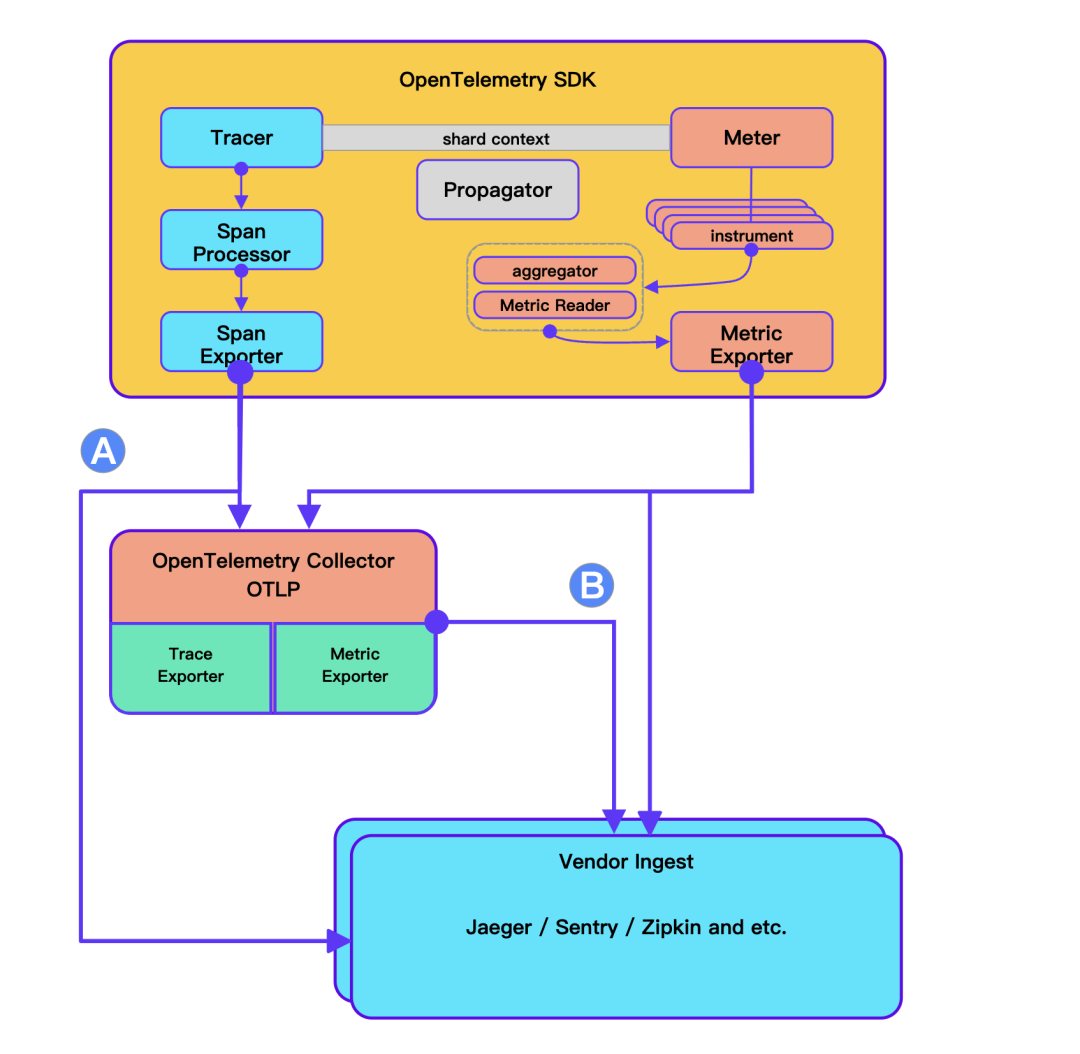 OpenTelemetry SDK
Tracer
shard context
Meter
Propagator
Span
Processor
instrument
aggregator
Metric Reader
Span
Exporter
Metric
Exporter
A
OpenTelemetry Collector
OTLP
B
Trace
Exporter
Metric
Exporter
Vendor Ingest
Jaeger / Sentry / Zipkin and etc.